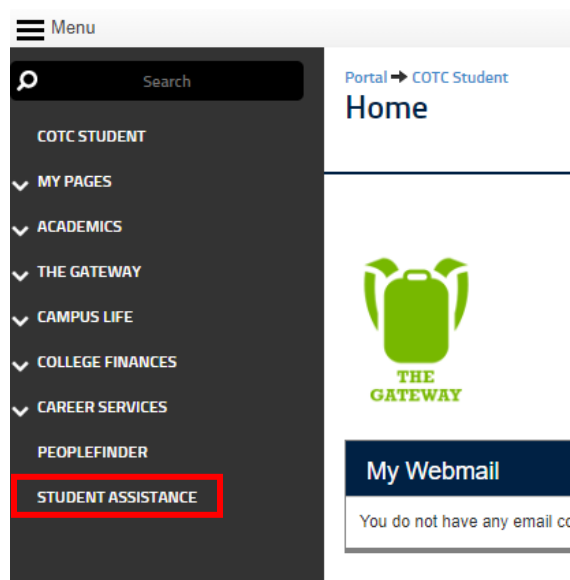 Menu
Search
COTC STUDENT
MY PAGES
ACADEMICS
THE GATEWAY
CAMPUS LIFE
COLLEGE FINANCES
CAREER SERVICES
PEOPLEFINDER
STUDENT ASSISTANCE
Portal → COTC Student
Home
THE
GATEWAY
My Webmail
You do not have any email